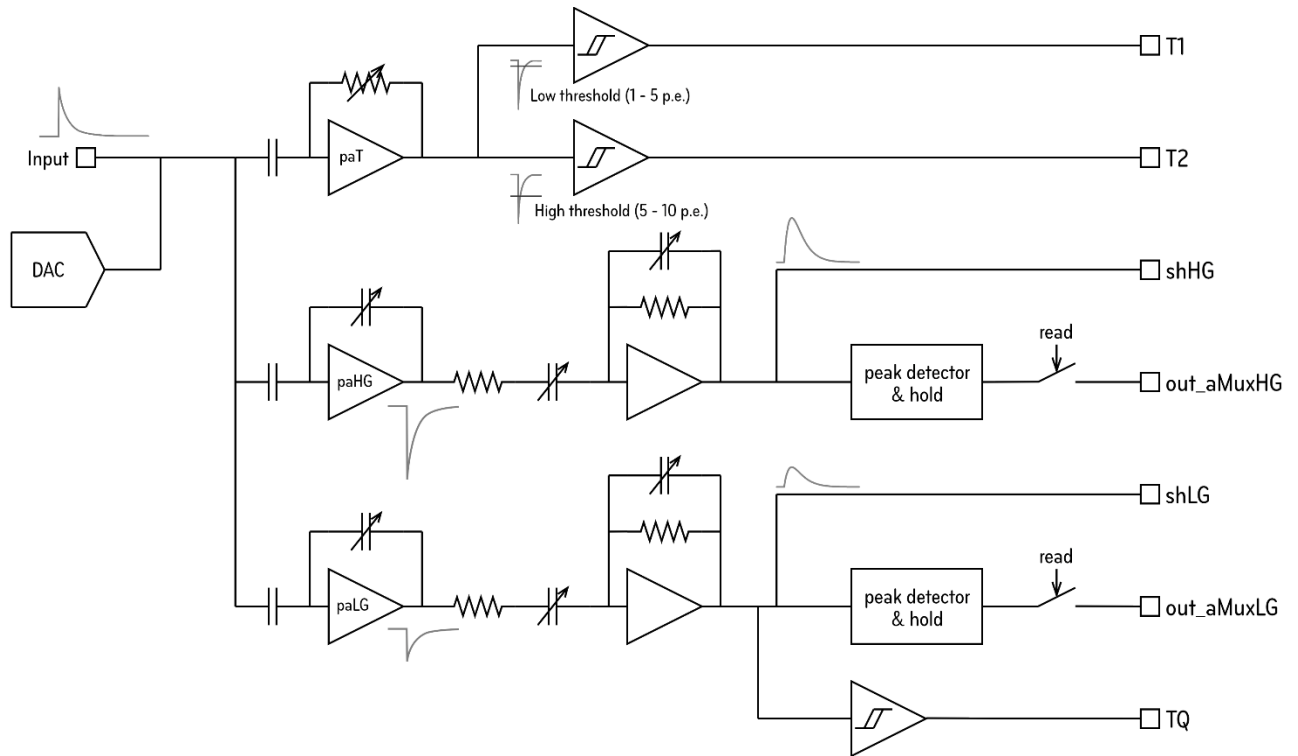 T1
Low threshold (1 - 5 p.e.)
Input
paT
T2
High threshold (5 - 10 p.e.)
DAC
shHG
read
paHG
peak detector
& hold
out_aMuxHG
shLG
read
paLG
peak detector
& hold
out_aMuxLG
TQ